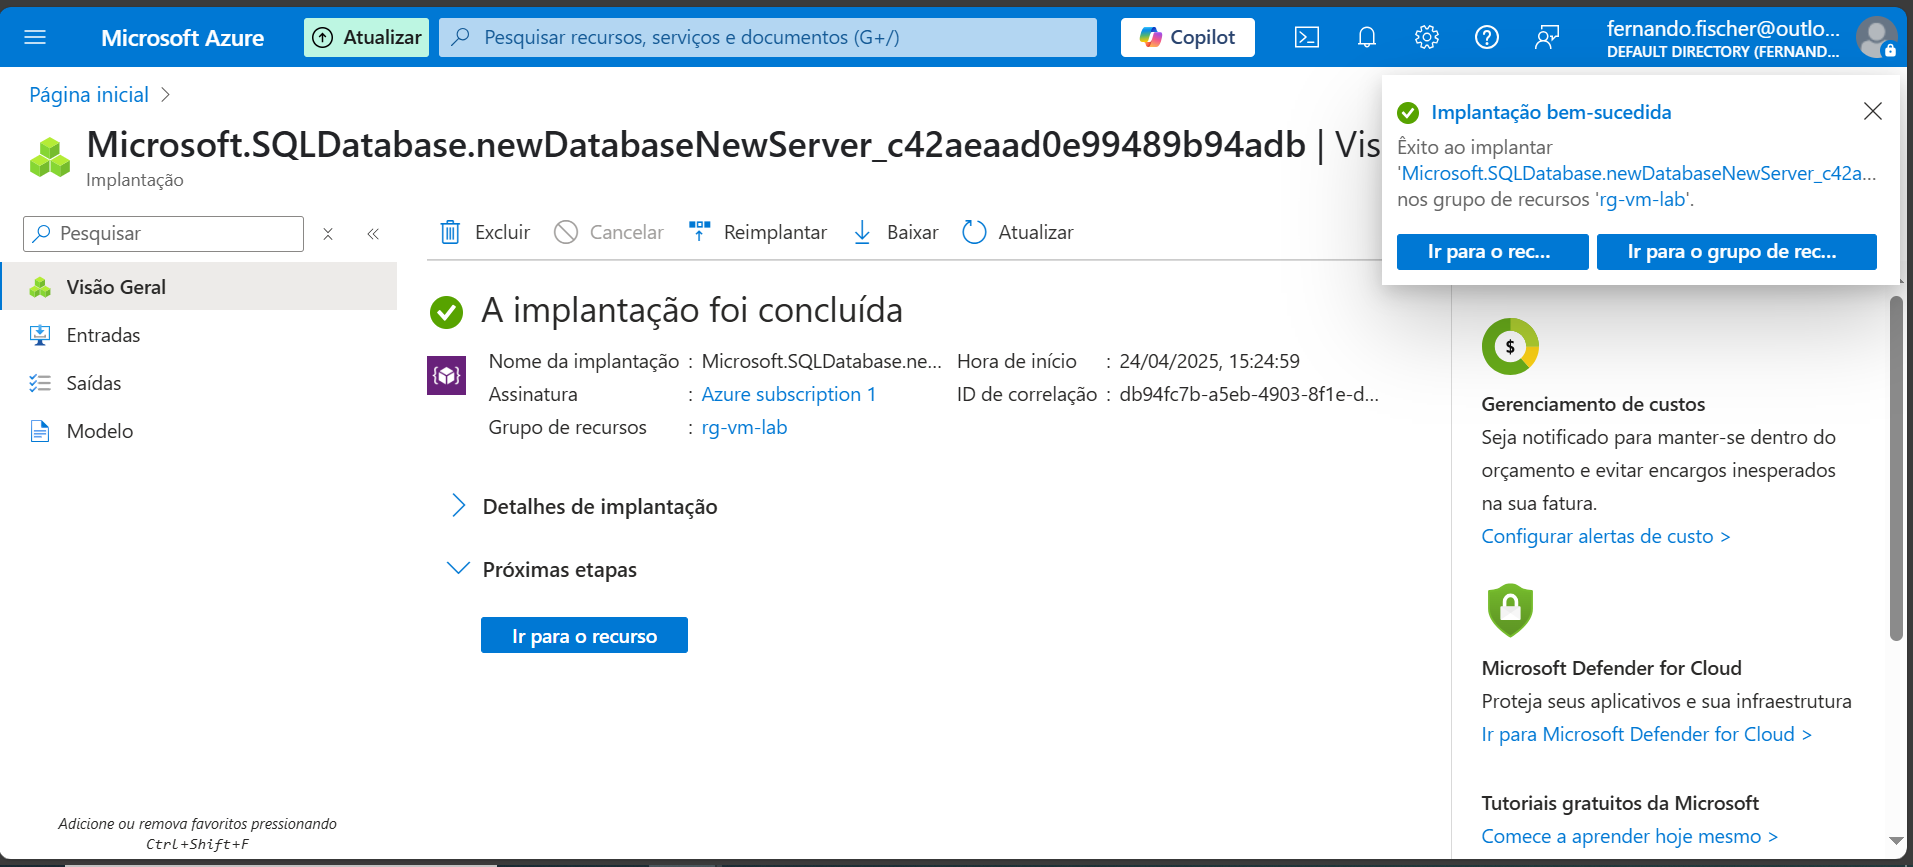 Microsoft Azure
Atualizar
Pesquisar recursos, serviços e documentos (G+/)
Copilot
fernando.fischer@outlo...
DEFAULT DIRECTORY (FERNAND...
Página inicial
Microsoft.SQLDatabase.newDatabaseNewServer_c42aeaad0e99489b94adb | Vis
Implantação
Implantação bem-sucedida
Êxito ao implantar
'Microsoft.SQLDatabase.newDatabaseNewServer_c42a...
nos grupo de recursos 'rg-vm-lab'.
Ir para o rec...
Ir para o grupo de rec...
Pesquisar
Excluir
Cancelar
Reimplantar
Baixar
Atualizar
Visão Geral
Entradas
Saídas
Modelo
A implantação foi concluída
Nome da implantação : Microsoft.SQLDatabase.ne...
Hora de início : 24/04/2025, 15:24:59
Assinatura : Azure subscription 1
ID de correlação : db94fc7b-a5eb-4903-8f1e-d...
Grupo de recursos : rg-vm-lab
Detalhes de implantação
Próximas etapas
Ir para o recurso
$
Gerenciamento de custos
Seja notificado para manter-se dentro do
orçamento e evitar encargos inesperados
na sua fatura.
Configurar alertas de custo >
Microsoft Defender for Cloud
Proteja seus aplicativos e sua infraestrutura
Ir para Microsoft Defender for Cloud >
Tutoriais gratuitos da Microsoft
Comece a aprender hoje mesmo >
Adicione ou remova favoritos pressionando
Ctrl+Shift+F